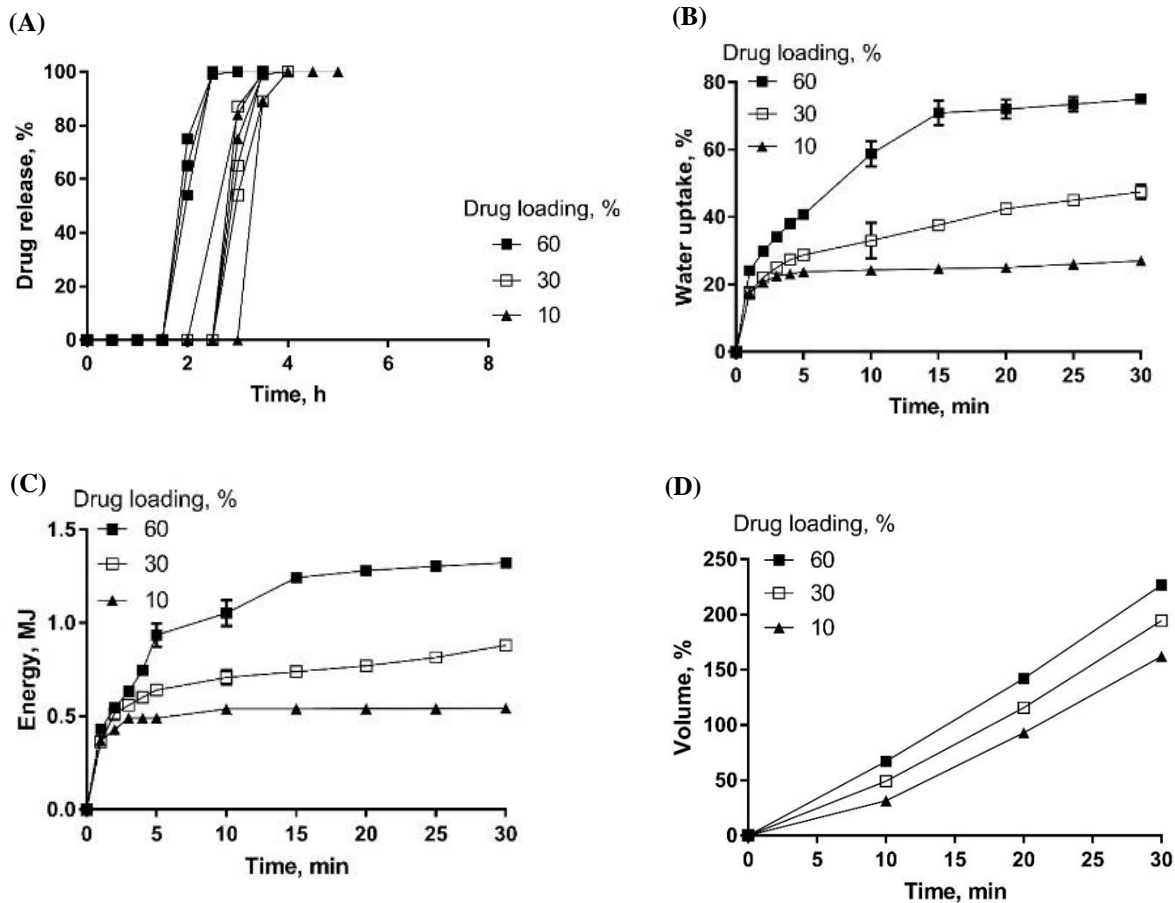 (A)
100
80
60
40
20
0
Drug release, %
0 2 4 6 8
Time, h
Drug loading, %
60
30
10
(B)
Drug loading, %
60
30
10
80
60
40
20
0
Water uptake, %
0 5 10 15 20 25 30
Time, min
(C)
Drug loading, %
60
30
10
1.5
1.0
0.5
0.0
Energy, MJ
0 5 10 15 20 25 30
Time, min
(D)
Drug loading, %
60
30
10
250
200
150
100
50
0
Volume, %
0 5 10 15 20 25 30
Time, min